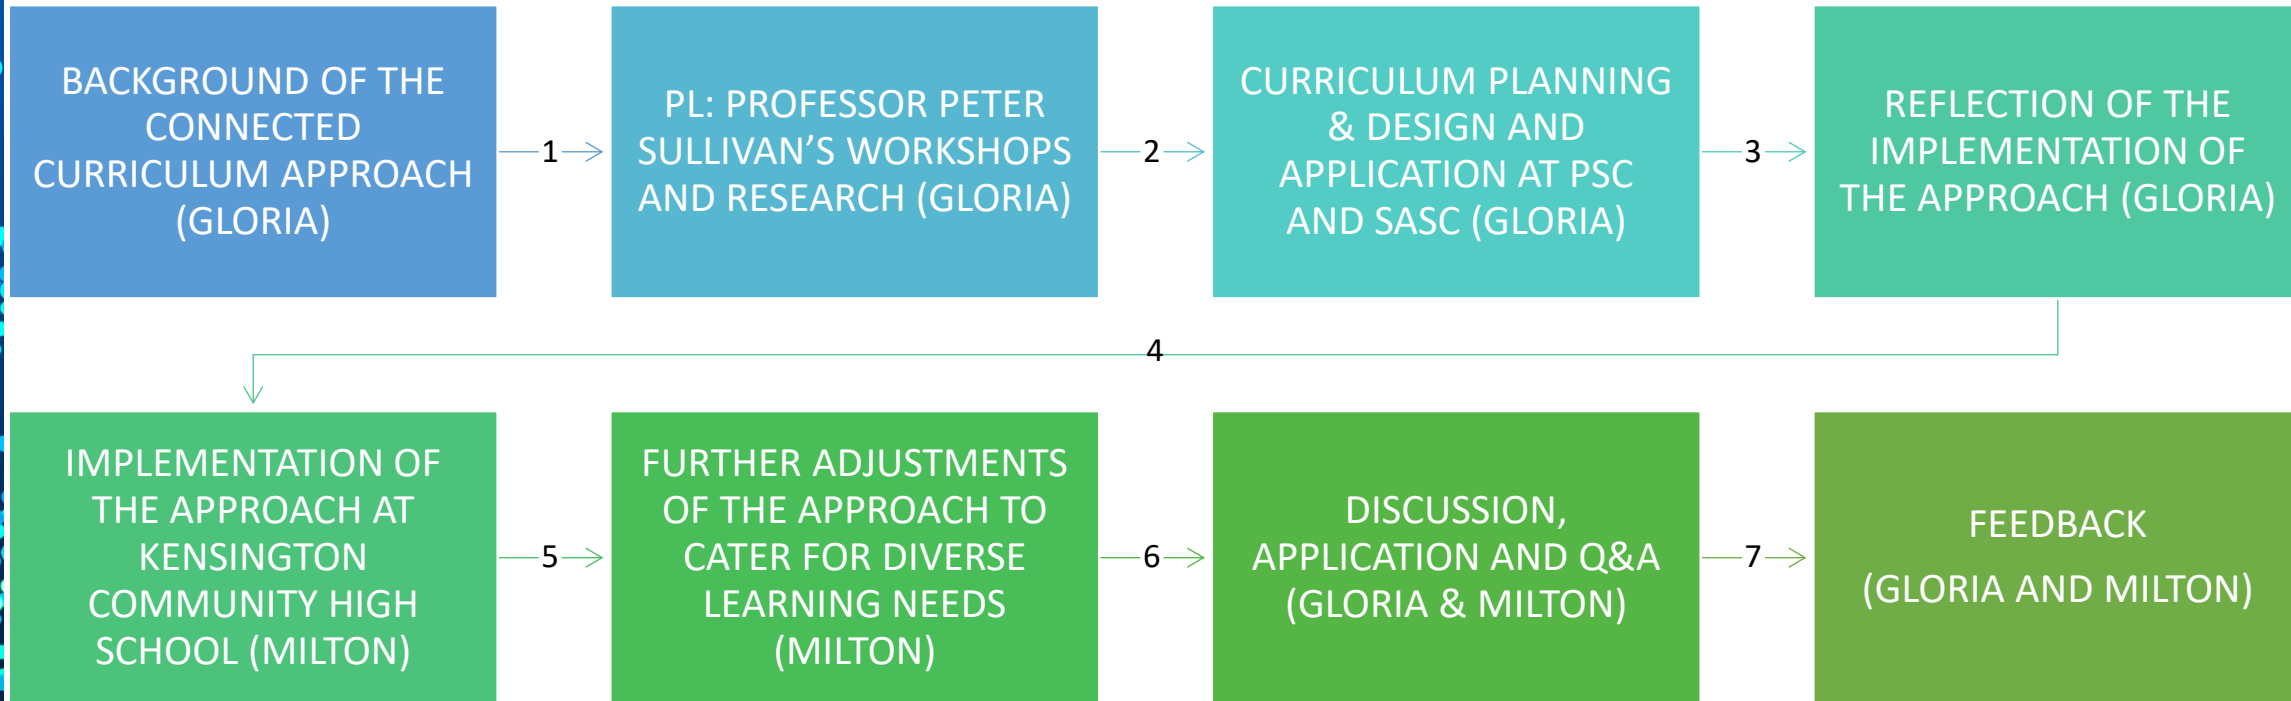 BACKGROUND OF THE
CONNECTED
CURRICULUM APPROACH
(GLORIA)
1
PL: PROFESSOR PETER
SULLIVAN’S WORKSHOPS
AND RESEARCH (GLORIA)
2
CURRICULUM PLANNING
& DESIGN AND
APPLICATION AT PSC
AND SASC (GLORIA)
3
REFLECTION OF THE
IMPLEMENTATION OF
THE APPROACH (GLORIA)
4
IMPLEMENTATION OF
THE APPROACH AT
KENSINGTON
COMMUNITY HIGH
SCHOOL (MILTON)
5
FURTHER ADJUSTMENTS
OF THE APPROACH TO
CATER FOR DIVERSE
LEARNING NEEDS
(MILTON)
6
DISCUSSION,
APPLICATION AND Q&A
(GLORIA & MILTON)
7
FEEDBACK
(GLORIA AND MILTON)